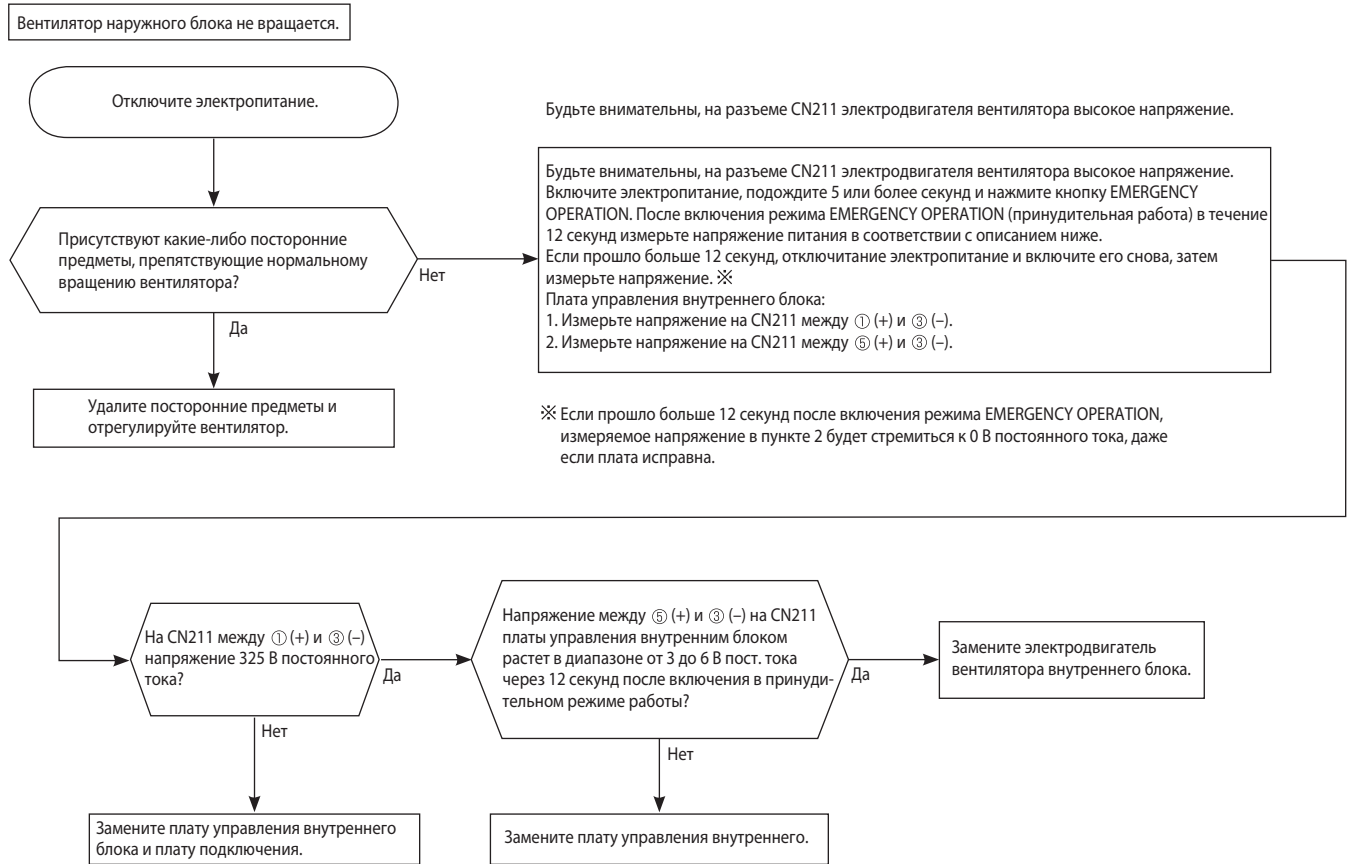 Вентилятор наружного блока не вращается.
Отключите электропитание.
Присутствуют какие-либо посторонние
предметы, препятствующие нормальному
вращению вентилятора?
Нет
Да
Удалите посторонние предметы и
отрегулируйте вентилятор.
Будьте внимательны, на разъеме CN211 электродвигателя вентилятора высокое напряжение.
Будьте внимательны, на разъеме CN211 электродвигателя вентилятора высокое напряжение.
Включите электропитание, подождите 5 или более секунд и нажмите кнопку EMERGENCY
OPERATION. После включения режима EMERGENCY OPERATION (принудительная работа) в течение
12 секунд измерьте напряжение питания в соответствии с описанием ниже.
Если прошло больше 12 секунд, отключитание электропитание и включите его снова, затем
измерьте напряжение. ※
Плата управления внутреннего блока:
1. Измерьте напряжение на CN211 между ① (+) и ③ (–).
2. Измерьте напряжение на CN211 между ⑤ (+) и ③ (–).
※ Если прошло больше 12 секунд после включения режима EMERGENCY OPERATION,
измеряемое напряжение в пункте 2 будет стремиться к 0 В постоянного тока, даже
если плата исправна.
На CN211 между ① (+) и ③ (–)
напряжение 325 В постоянного
тока?
Да
Нет
Замените плату управления внутреннего
блока и плату подключения.
Напряжение между ⑤ (+) и ③ (–) на CN211
платы управления внутренним блоком
растет в диапазоне от 3 до 6 В пост. тока
через 12 секунд после включения в принуди-
тельном режиме работы?
Да
Нет
Замените плату управления внутреннего.
Замените электродвигатель
вентилятора внутреннего блока.